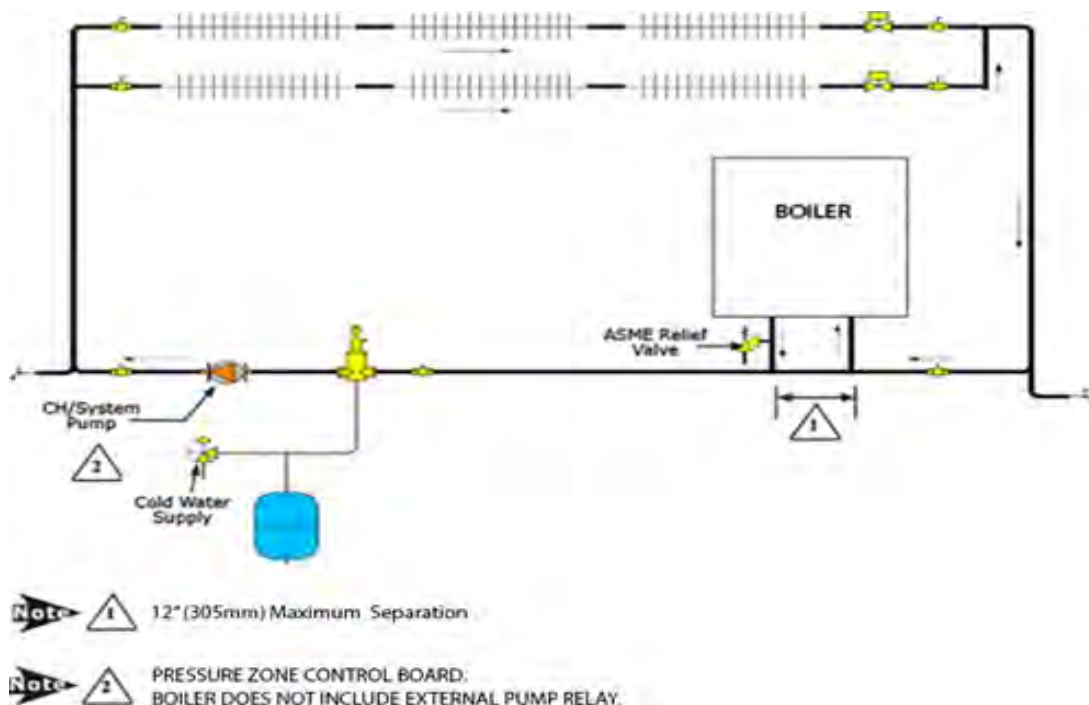 BOILER
ASME Relief
Valve
1
CH/System
Pump
2
Cold Water
Supply
Note 1 12"(305mm) Maximum Separation
Note 2 PRESSURE ZONE CONTROL BOARD.
BOILER DOES NOT INCLUDE EXTERNAL PUMP RELAY.